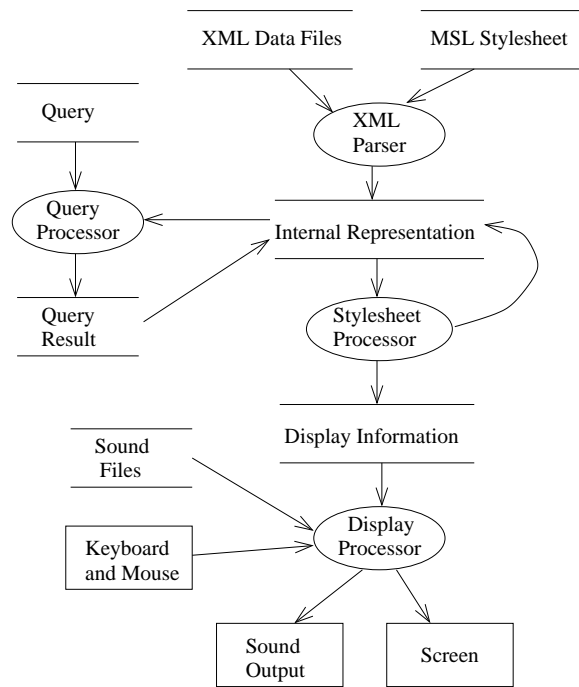 XML Data Files
MSL Stylesheet
Query
XML
Parser
Query
Processor
Internal Representation
Query
Result
Stylesheet
Processor
Display Information
Sound
Files
Display
Processor
Keyboard
and Mouse
Sound
Output
Screen